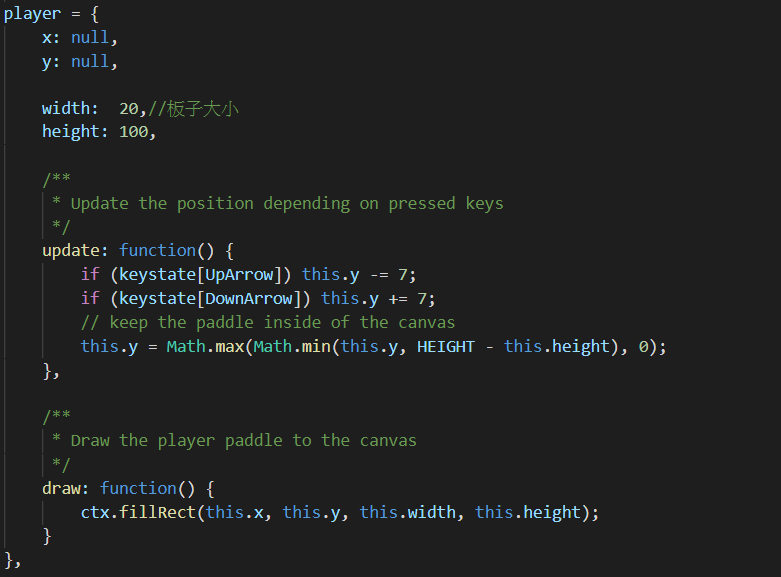 player = {
    x: null,
    y: null,

    width:  20,//板子大小
    height: 100,

    /**
     * Update the position depending on pressed keys
     */
    update: function() {
        if (keystate[UpArrow]) this.y -= 7;
        if (keystate[DownArrow]) this.y += 7;
        // keep the paddle inside of the canvas
        this.y = Math.max(Math.min(this.y, HEIGHT - this.height), 0);
    },

    /**
     * Draw the player paddle to the canvas
     */
    draw: function() {
        ctx.fillRect(this.x, this.y, this.width, this.height);
    }
},